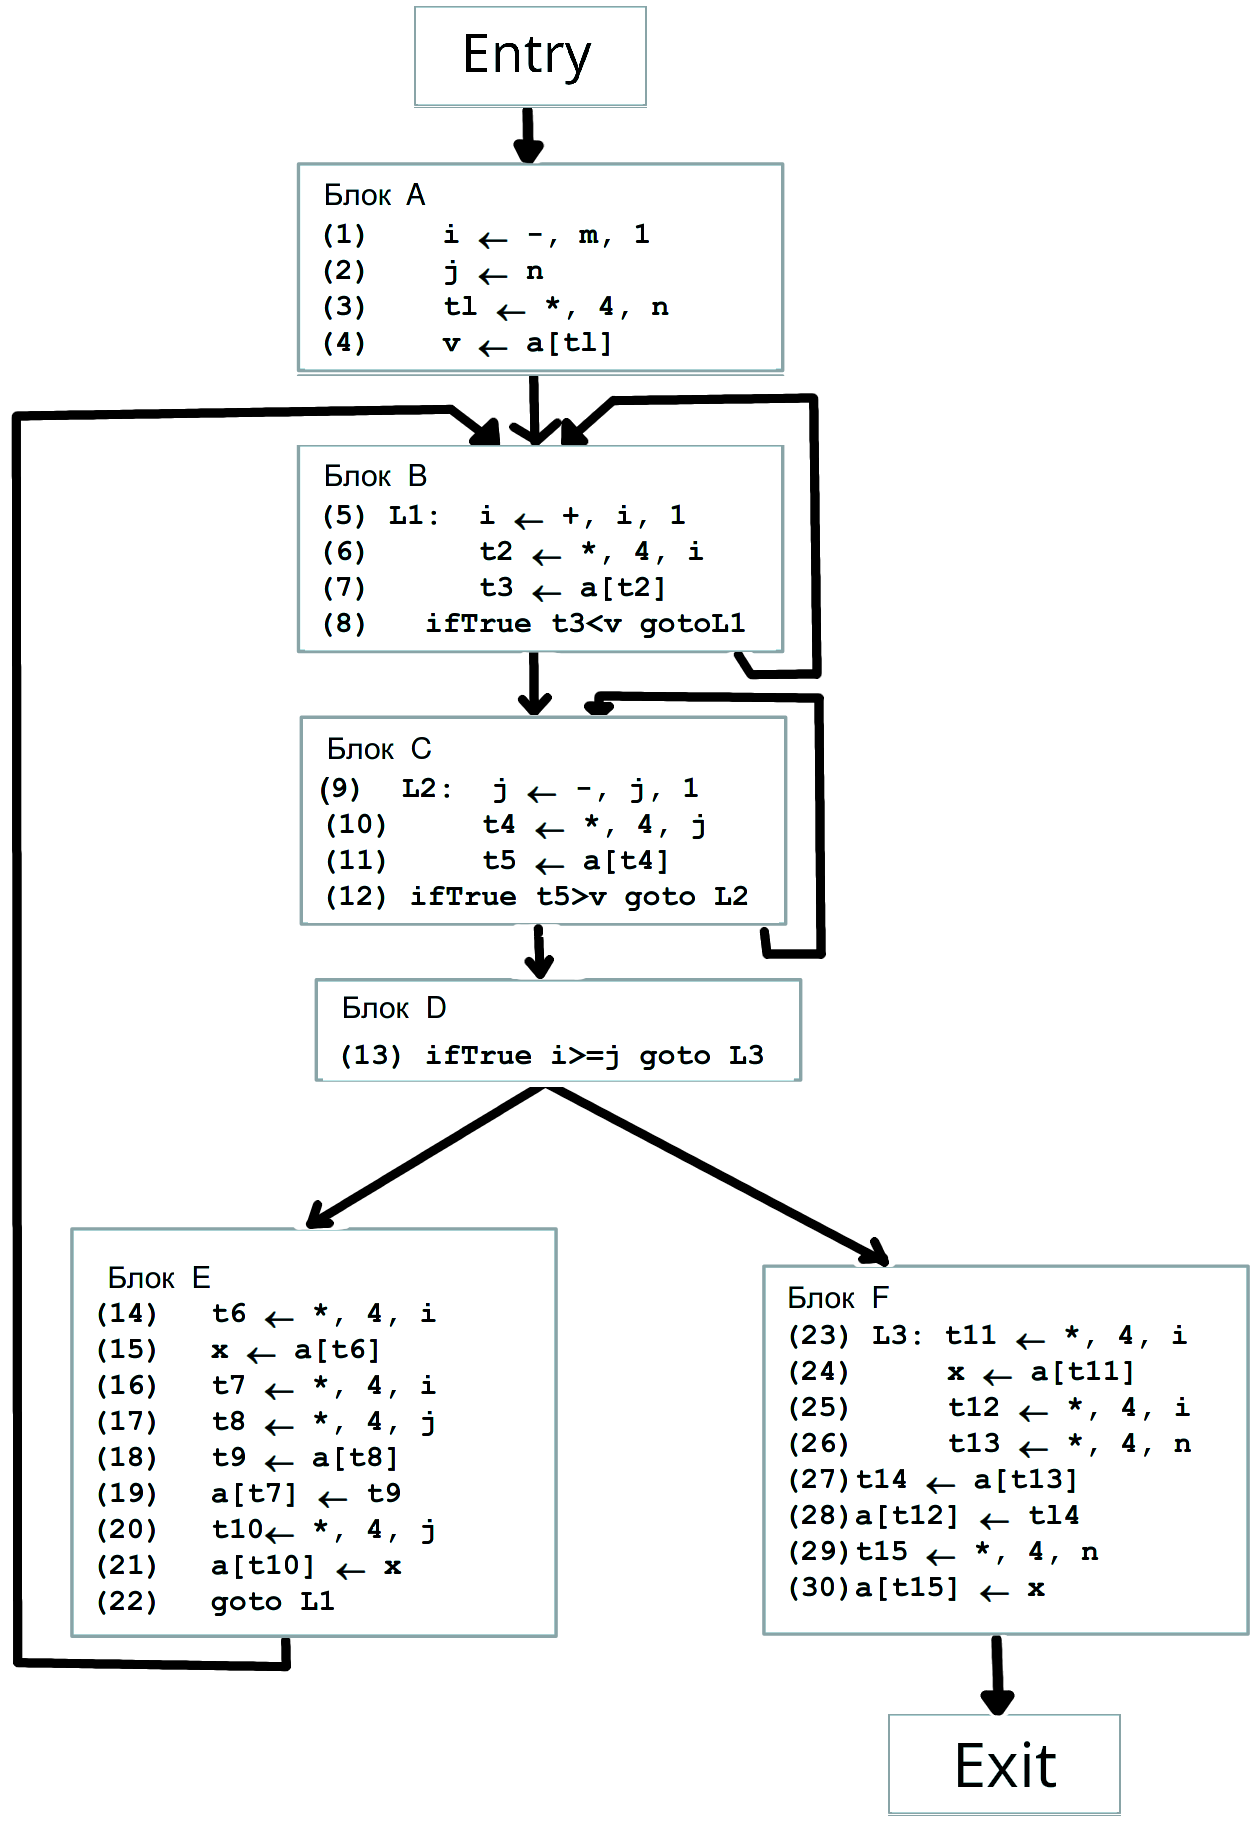 Entry
Блок A
(1) i ← -, m, 1
(2) j ← n
(3) tl ← *, 4, n
(4) v ← a[tl]
Блок B
(5) L1: i ← +, i, 1
(6) t2 ← *, 4, i
(7) t3 ← a[t2]
(8) ifTrue t3<v gotoL1
Блок C
(9) L2: j ← -, j, 1
(10) t4 ← *, 4, j
(11) t5 ← a[t4]
(12) ifTrue t5>v goto L2
Блок D
(13) ifTrue i>=j goto L3
Блок E
(14) t6 ← *, 4, i
(15) x ← a[t6]
(16) t7 ← *, 4, i
(17) t8 ← *, 4, j
(18) t9 ← a[t8]
(19) a[t7] ← t9
(20) t10← *, 4, j
(21) a[t10] ← x
(22) goto L1
Блок F
(23) L3: t11 ← *, 4, i
(24) x ← a[t11]
(25) t12 ← *, 4, i
(26) t13 ← *, 4, n
(27)t14 ← a[t13]
(28)a[t12] ← tl4
(29)t15 ← *, 4, n
(30)a[t15] ← x
Exit